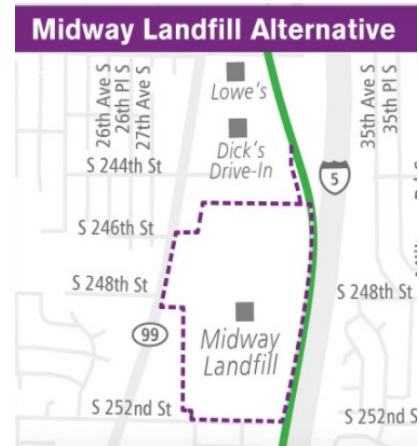 Midway Landfill Alternative
26th Ave S
26th Pl S
27th Ave S
35th Ave S
35th Pl S
Lowe's
Dick's
Drive-In
S 244th St
5
S 246th St
S 248th St
S 248th St
99
Midway
Landfill
S 252nd St
S 252nd S